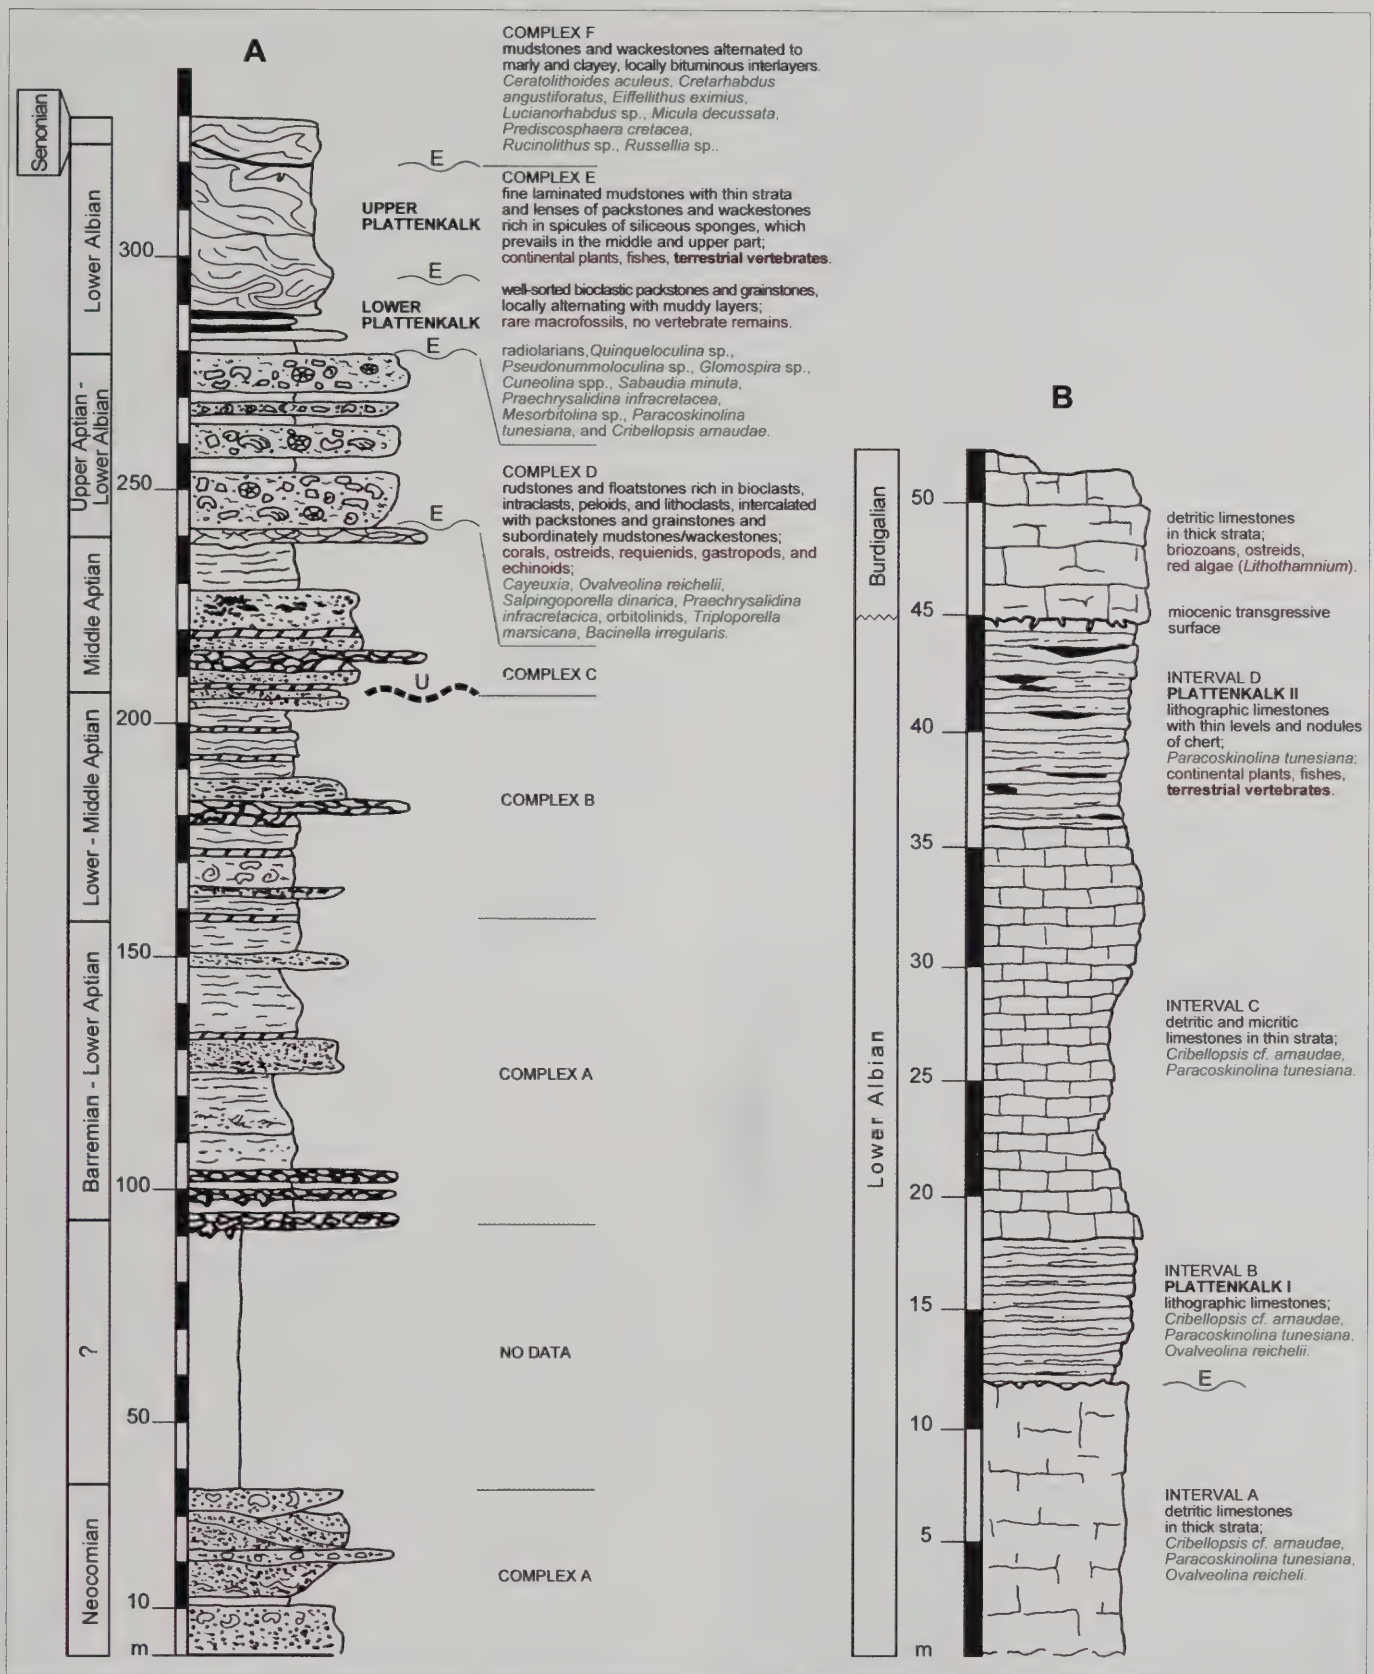 A
COMPLEX F
mudstones and wackestones alternated to
marly and clayey, locally bituminous interlayers.
Ceratolithoides aculeus, Cretarhabdus
angustiforatus, Eiffellithus eximius,
Lucianorhabdus sp., Micula decussata,
Prediscosphaera cretacea,
Rucinolithus sp., Russellia sp..
E
COMPLEX E
fine laminated mudstones with thin strata
and lenses of packstones and wackestones
rich in spicules of siliceous sponges, which
prevails in the middle and upper part;
continental plants, fishes, terrestrial vertebrates.
UPPER
PLATTENKALK
E
well-sorted bioclastic packstones and grainstones,
locally alternating with muddy layers;
rare macrofossils, no vertebrate remains.
LOWER
PLATTENKALK
E
radiolarians, Quinqueloculina sp.,
Pseudonummoloculina sp., Glomospira sp.,
Cuneolina spp., Sabaudia minuta,
Praechrysalidina infracretacea,
Mesorbitolina sp., Paracoskinolina
tunesiana, and Cribellopsis arnaudae.
COMPLEX D
rudstones and floatstones rich in bioclasts,
intraclasts, peloids, and lithoclasts, intercalated
with packstones and grainstones and
subordinately mudstones/wackestones;
corals, ostreids, requienids, gastropods, and
echinoids;
Cayeuxia, Ovalveolina reichelii,
Salpingoporella dinarica, Praechrysalidina
infracretacica, orbitolinids, Triploporella
marsicana, Bacinella irregularis.
E
COMPLEX C
U
COMPLEX B
COMPLEX A
NO DATA
COMPLEX A
Senonian
Lower Albian
Upper Aptian -
Lower Albian
Middle Aptian
Lower - Middle Aptian
Barremian - Lower Aptian
?
Neocomian
300
250
200
150
100
50
10
m
B
Burdigalian
Lower Albian
50
45
40
35
30
25
20
15
10
5
m
detritic limestones
in thick strata;
briozoans, ostreids,
red algae (Lithothamnium).
miocenic transgressive
surface
INTERVAL D
PLATTENKALK II
lithographic limestones
with thin levels and nodules
of chert;
Paracoskinolina tunesiana;
continental plants, fishes,
terrestrial vertebrates.
INTERVAL C
detritic and micritic
limestones in thin strata;
Cribellopsis cf. arnaudae,
Paracoskinolina tunesiana.
INTERVAL B
PLATTENKALK I
lithographic limestones;
Cribellopsis cf. arnaudae,
Paracoskinolina tunesiana,
Ovalveolina reichelii.
E
INTERVAL A
detritic limestones
in thick strata;
Cribellopsis cf. arnaudae,
Paracoskinolina tunesiana,
Ovalveolina reicheli.